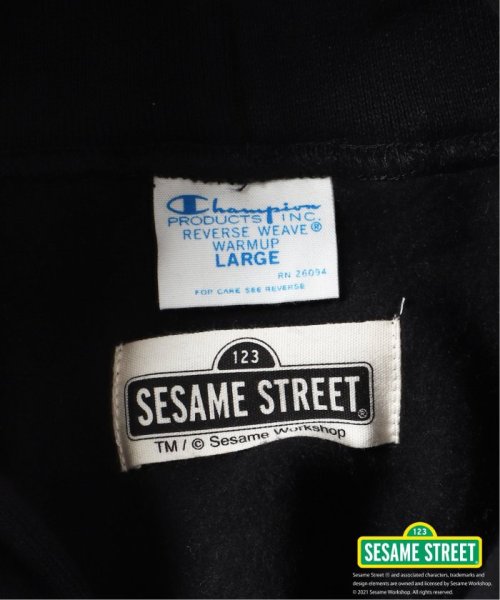 Champion
PRODUCTS INC.
REVERSE WEAVE®
WARMUP
LARGE
RN 26094
FOR CARE SEE REVERSE
123
SESAME STREET®
TM / © Sesame Workshop
123
SESAME STREET
Sesame Street ® and associated characters, trademarks and
design elements are owned and licensed by Sesame Workshop.
© 2021 Sesame Workshop. All rights reserved.